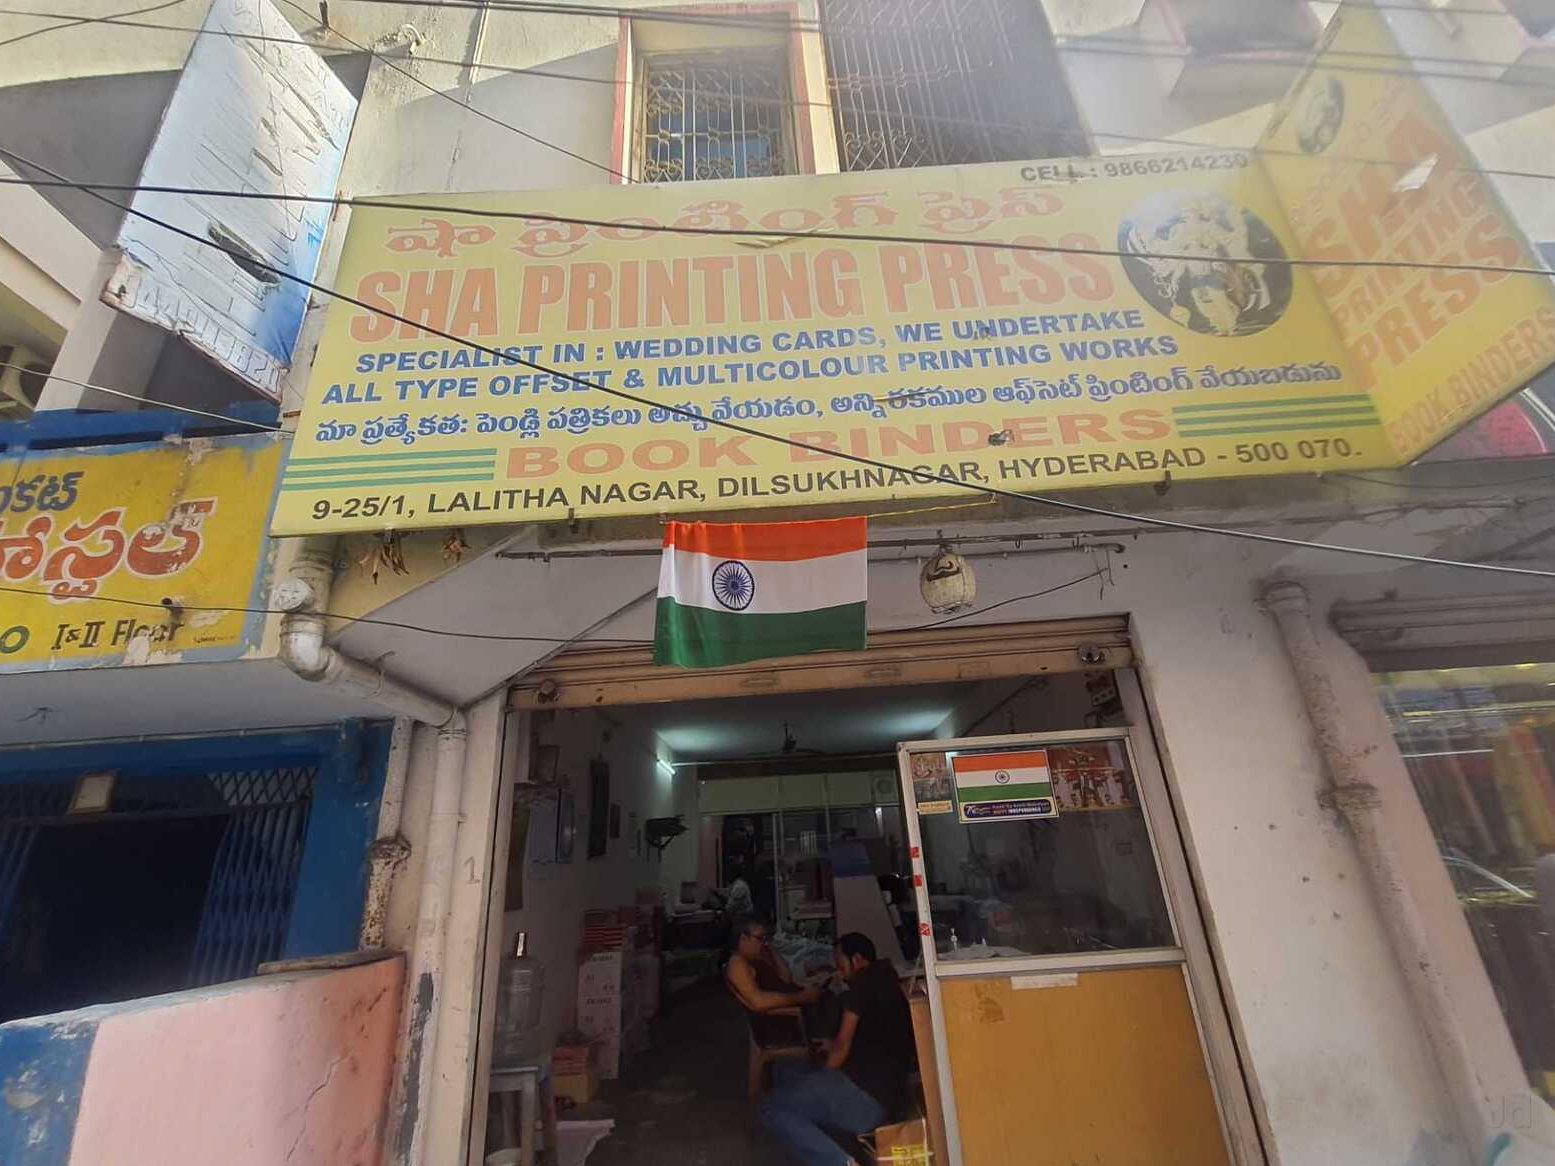 CELL : 9866214230
షా ప్రింటింగ్ ప్రెస్
SHA PRINTING PRESS
SPECIALIST IN : WEDDING CARDS, WE UNDERTAKE
ALL TYPE OFFSET & MULTICOLOUR PRINTING WORKS
మా ప్రత్యేకత: పెండ్లి పత్రికలు అచ్చు వేయడం, అన్ని రకముల ఆఫ్‌సెట్ ప్రింటింగ్ వేయబడును
BOOK BINDERS
9-25/1, LALITHA NAGAR, DILSUKHNAGAR, HYDERABAD - 500 070.
SHA
PRINTING
PRESS
BOOK BINDERS
హాస్టల్
I & II Floor
jd